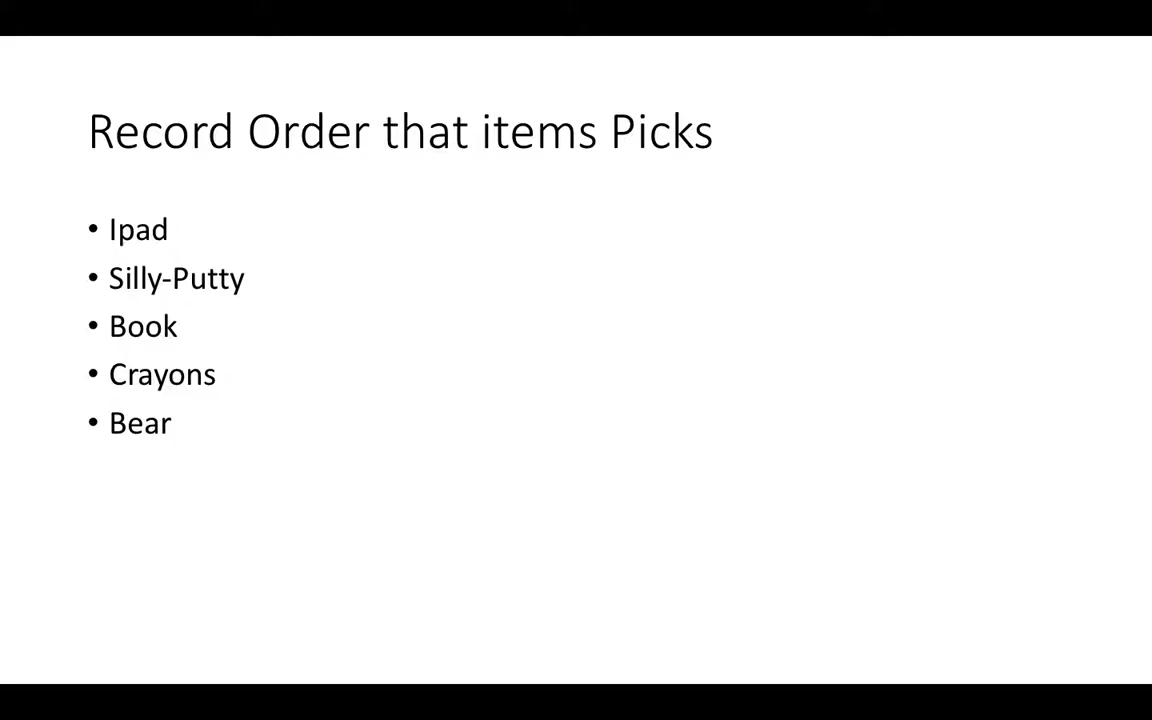 Record Order that items Picks
• Ipad
• Silly-Putty
• Book
• Crayons
• Bear